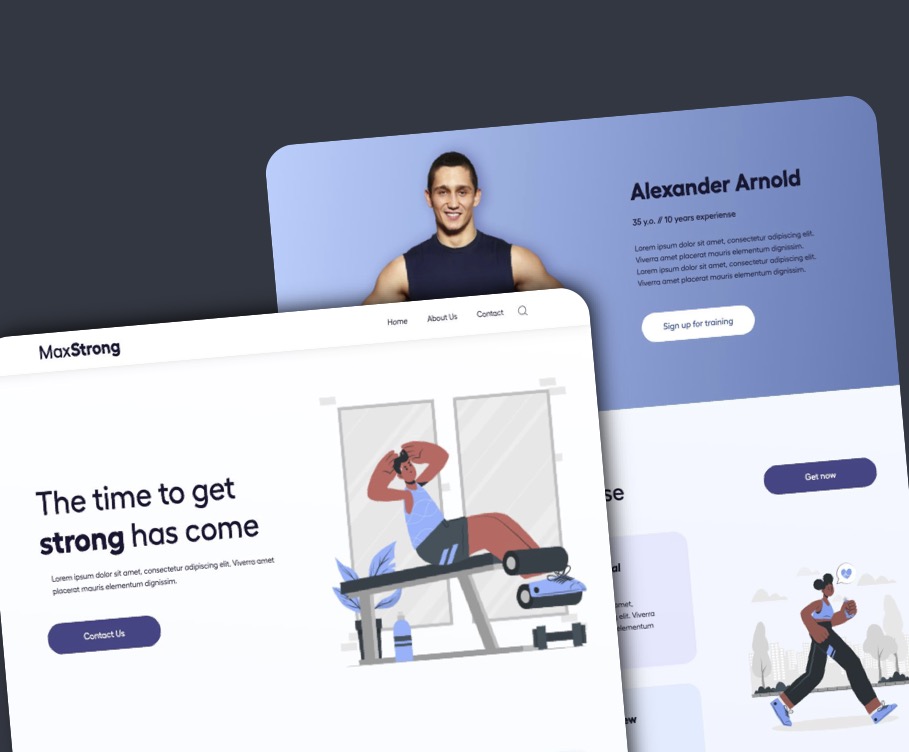 Alexander Arnold
35 y.o. // 10 years experiense
Lorem ipsum dolor sit amet, consectetur adipiscing elit.
Viverra amet placerat mauris elementum dignissim.
Lorem ipsum dolor sit amet, consectetur adipiscing elit.
Viverra amet placerat mauris elementum dignissim.
Sign up for training
MaxStrong
Home
About Us
Contact
The time to get
strong has come
Lorem ipsum dolor sit amet, consectetur adipiscing elit. Viverra amet
placerat mauris elementum dignissim.
Contact Us
se
Get now
al
amet,
elit. Viverra
elementum
ew